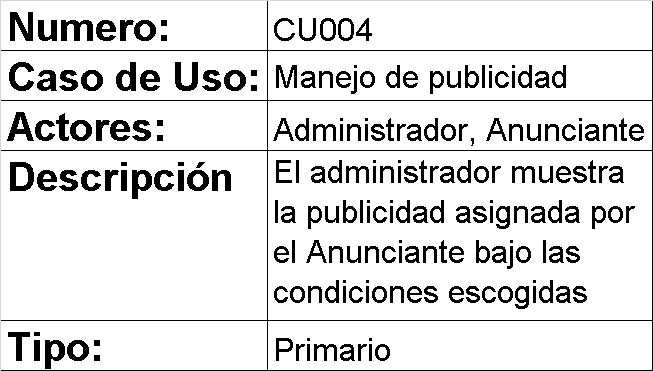 Numero: CU004
Caso de Uso: Manejo de publicidad
Actores: Administrador, Anunciante
Descripción El administrador muestra
la publicidad asignada por
el Anunciante bajo las
condiciones escogidas
Tipo: Primario